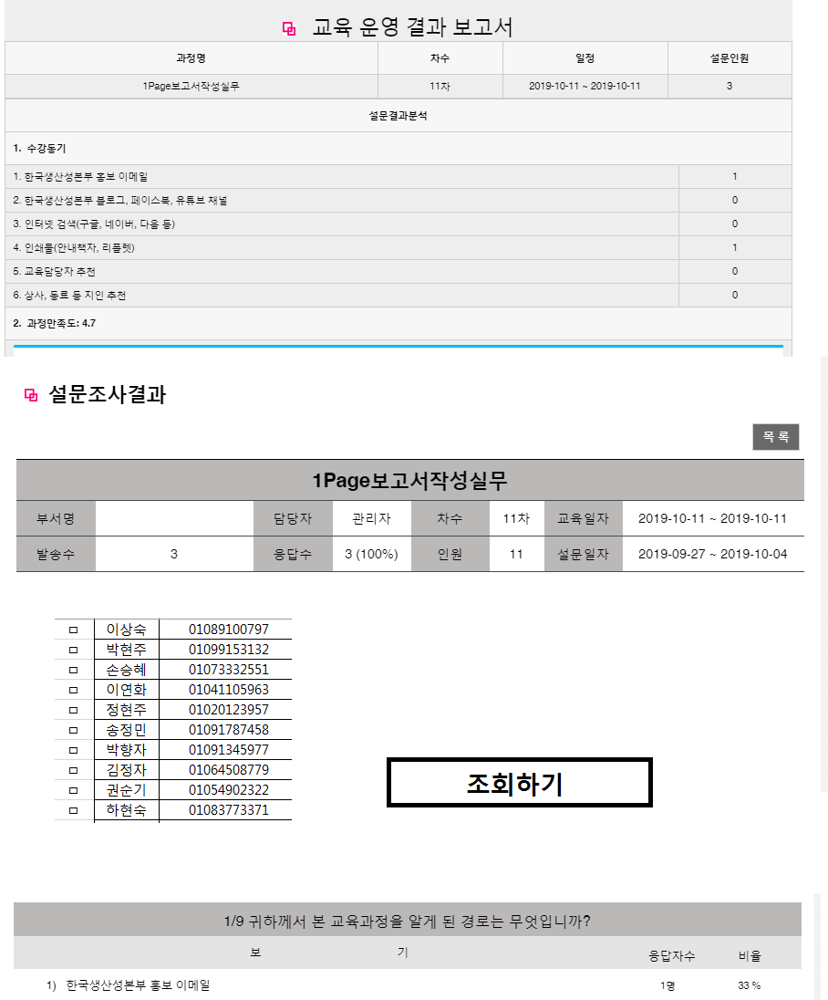 교육 운영 결과 보고서
과정명 차수 일정 설문인원
1Page보고서작성실무 11차 2019-10-11 ~ 2019-10-11 3
설문결과분석
1. 수강동기
1. 한국생산성본부 홍보 이메일 1
2. 한국생산성본부 블로그, 페이스북, 유튜브 채널 0
3. 인터넷 검색(구글, 네이버, 다음 등) 0
4. 인쇄물(안내책자, 리플렛) 1
5. 교육담당자 추천 0
6. 상사, 동료 등 지인 추천 0
2. 과정만족도: 4.7
설문조사결과
목 록
1Page보고서작성실무
부서명 담당자 관리자 차수 11차 교육일자 2019-10-11 ~ 2019-10-11
발송수 3 응답수 3 (100%) 인원 11 설문일자 2019-09-27 ~ 2019-10-04
ㅁ 이상숙 01089100797
ㅁ 박현주 01099153132
ㅁ 손승혜 01073332551
ㅁ 이연화 01041105963
ㅁ 정현주 01020123957
ㅁ 송정민 01091787458
ㅁ 박향자 01091345977
ㅁ 김정자 01064508779
ㅁ 권순기 01054902322
ㅁ 하현숙 01083773371
조회하기
1/9 귀하께서 본 교육과정을 알게 된 경로는 무엇입니까?
보 기 응답자수 비율
1) 한국생산성본부 홍보 이메일 1명 33 %